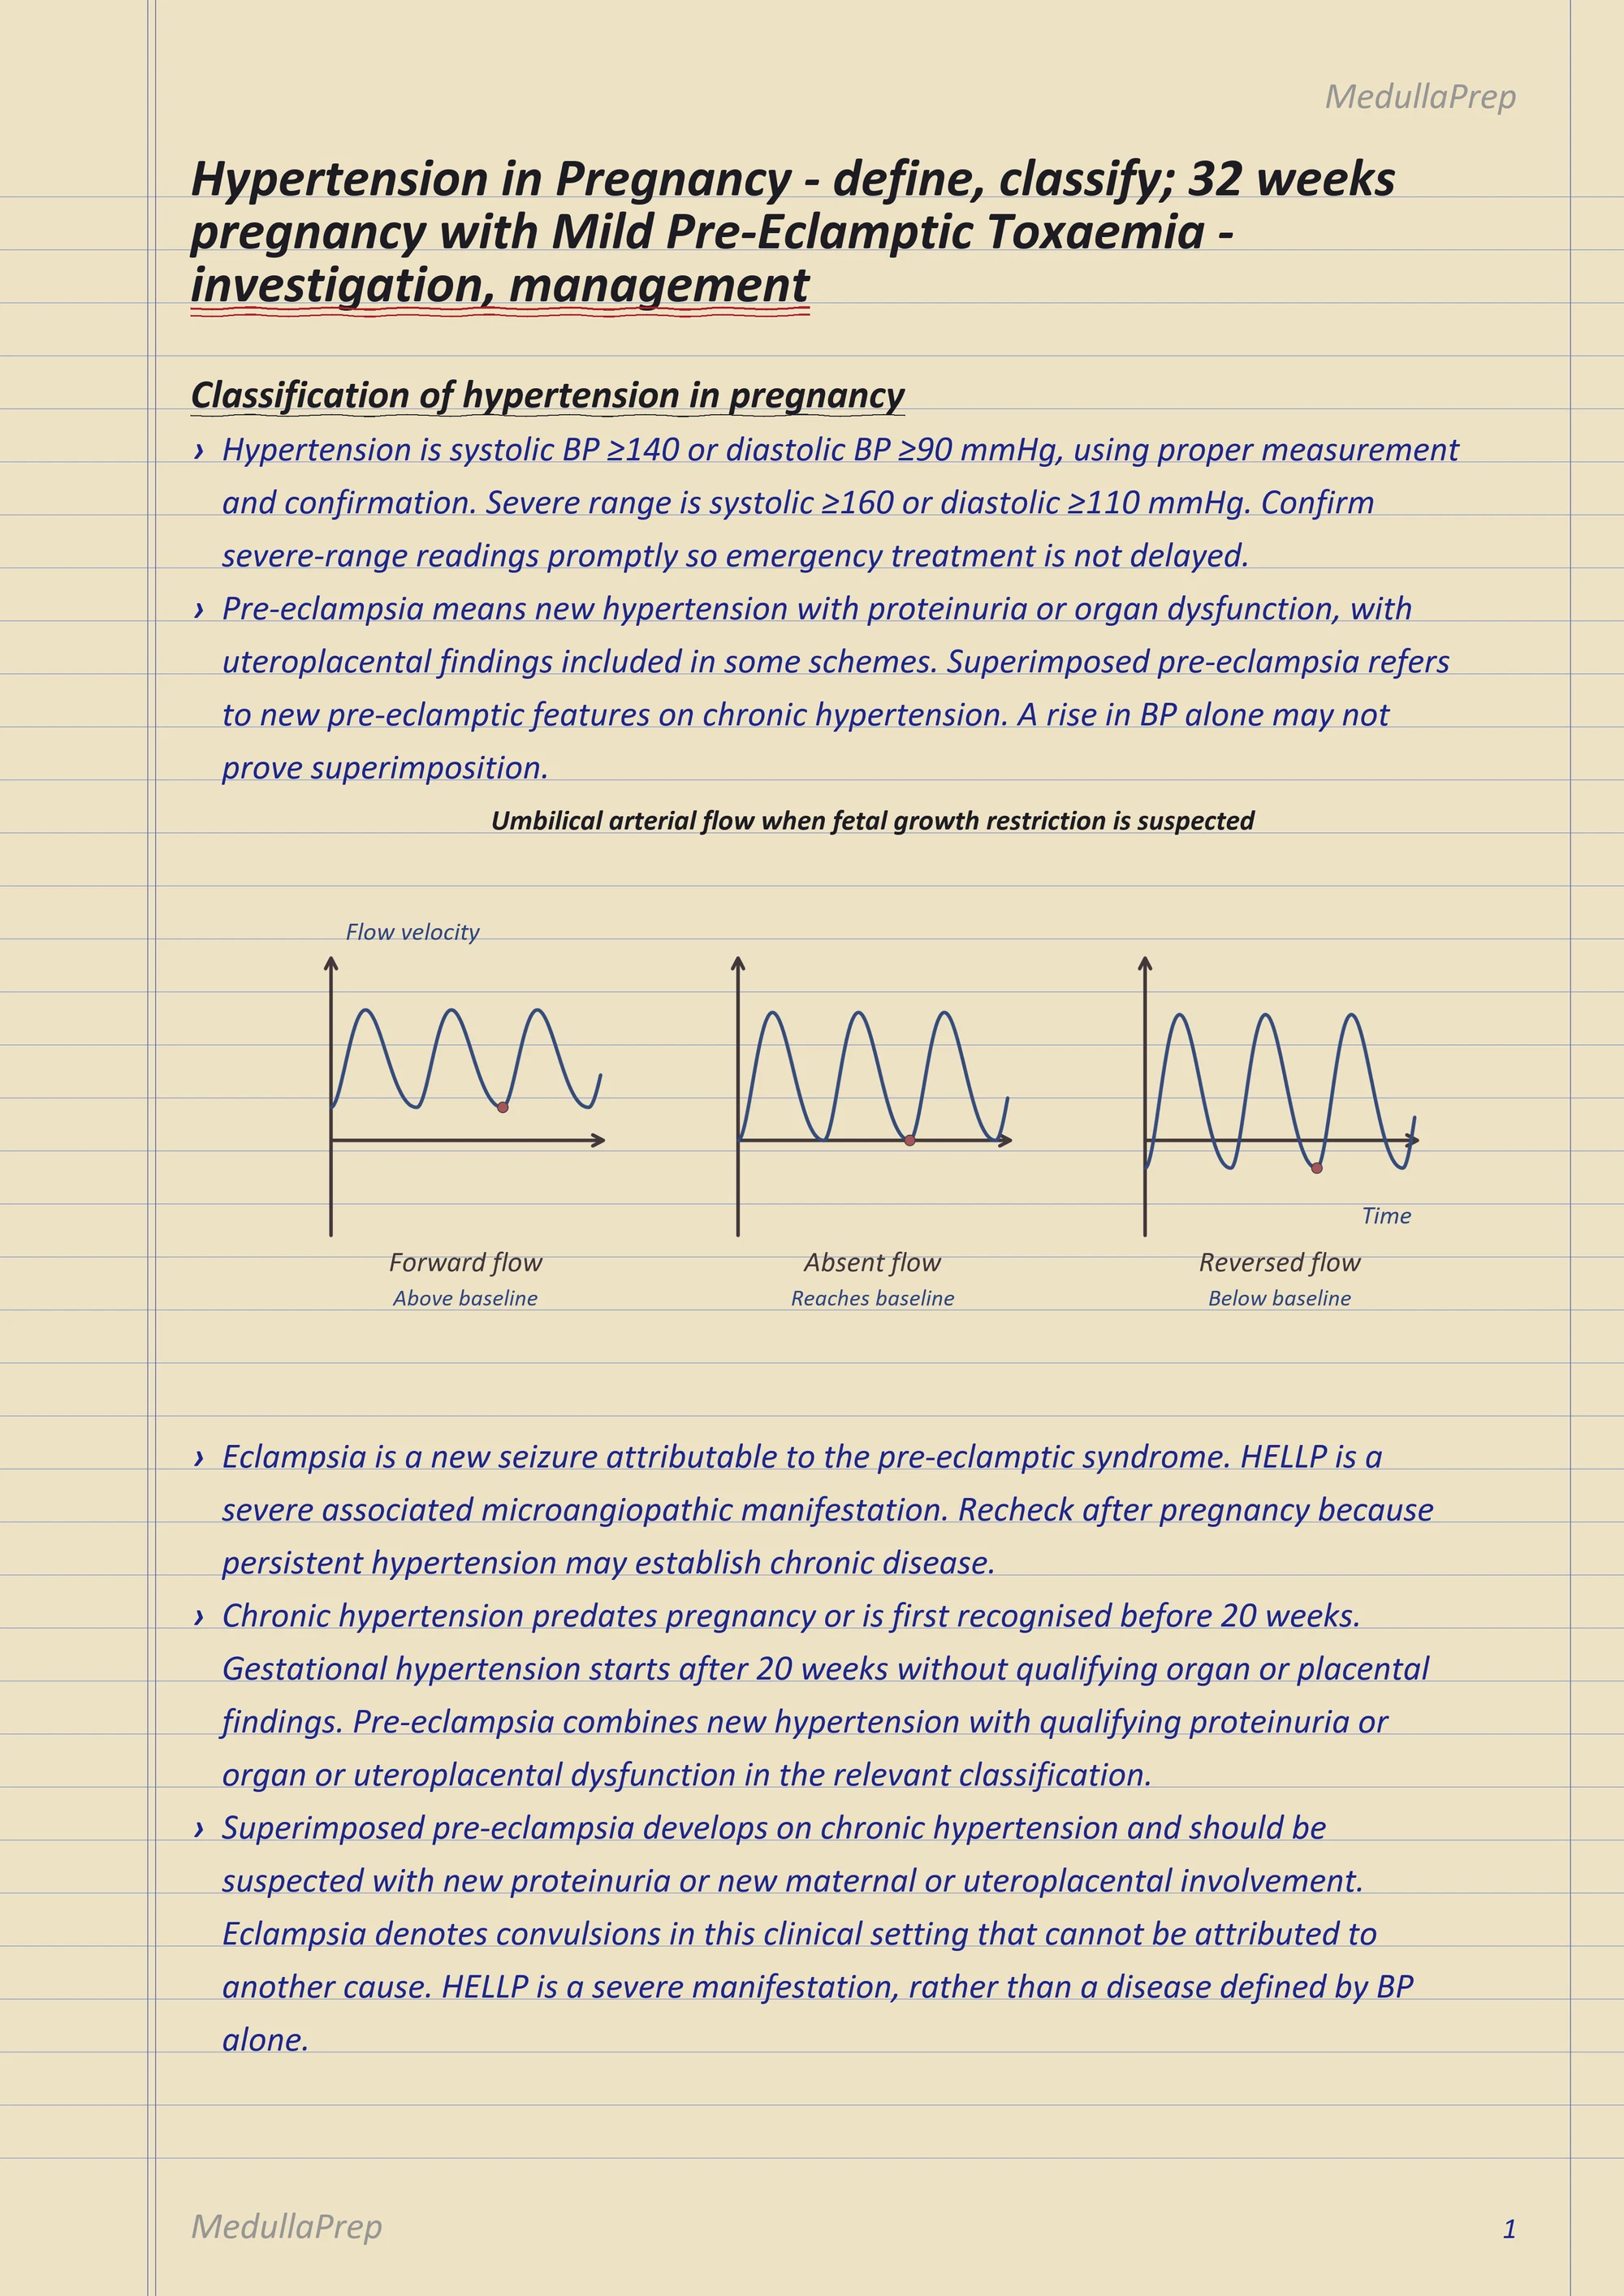 MedullaPrep
Hypertension in Pregnancy - define, classify; 32 weeks
pregnancy with Mild Pre-Eclamptic Toxaemia -
investigation, management
Classification of hypertension in pregnancy
› Hypertension is systolic BP ≥140 or diastolic BP ≥90 mmHg, using proper measurement
and confirmation. Severe range is systolic ≥160 or diastolic ≥110 mmHg. Confirm
severe-range readings promptly so emergency treatment is not delayed.
› Pre-eclampsia means new hypertension with proteinuria or organ dysfunction, with
uteroplacental findings included in some schemes. Superimposed pre-eclampsia refers
to new pre-eclamptic features on chronic hypertension. A rise in BP alone may not
prove superimposition.
Umbilical arterial flow when fetal growth restriction is suspected
Flow velocity
Time
Forward flow
Above baseline
Absent flow
Reaches baseline
Reversed flow
Below baseline
› Eclampsia is a new seizure attributable to the pre-eclamptic syndrome. HELLP is a
severe associated microangiopathic manifestation. Recheck after pregnancy because
persistent hypertension may establish chronic disease.
› Chronic hypertension predates pregnancy or is first recognised before 20 weeks.
Gestational hypertension starts after 20 weeks without qualifying organ or placental
findings. Pre-eclampsia combines new hypertension with qualifying proteinuria or
organ or uteroplacental dysfunction in the relevant classification.
› Superimposed pre-eclampsia develops on chronic hypertension and should be
suspected with new proteinuria or new maternal or uteroplacental involvement.
Eclampsia denotes convulsions in this clinical setting that cannot be attributed to
another cause. HELLP is a severe manifestation, rather than a disease defined by BP
alone.
MedullaPrep
1